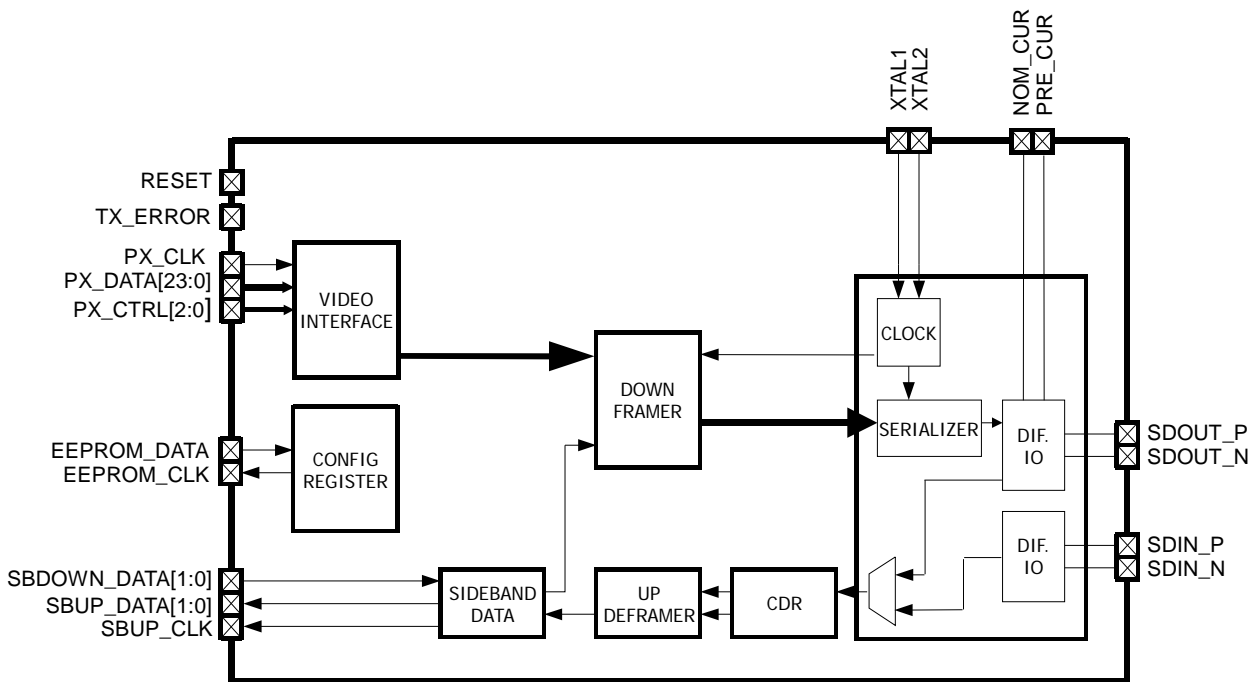 XTAL1
XTAL2
NOM_CUR
PRE_CUR
RESET
TX_ERROR
PX_CLK
PX_DATA[23:0]
PX_CTRL[2:0]
VIDEO
INTERFACE
CLOCK
DOWN
FRAMER
SERIALIZER
DIF.
IO
SDOUT_P
SDOUT_N
EEPROM_DATA
EEPROM_CLK
CONFIG
REGISTER
DIF.
IO
SDIN_P
SDIN_N
SBDOWN_DATA[1:0]
SBUP_DATA[1:0]
SBUP_CLK
SIDEBAND
DATA
UP
DEFRAMER
CDR